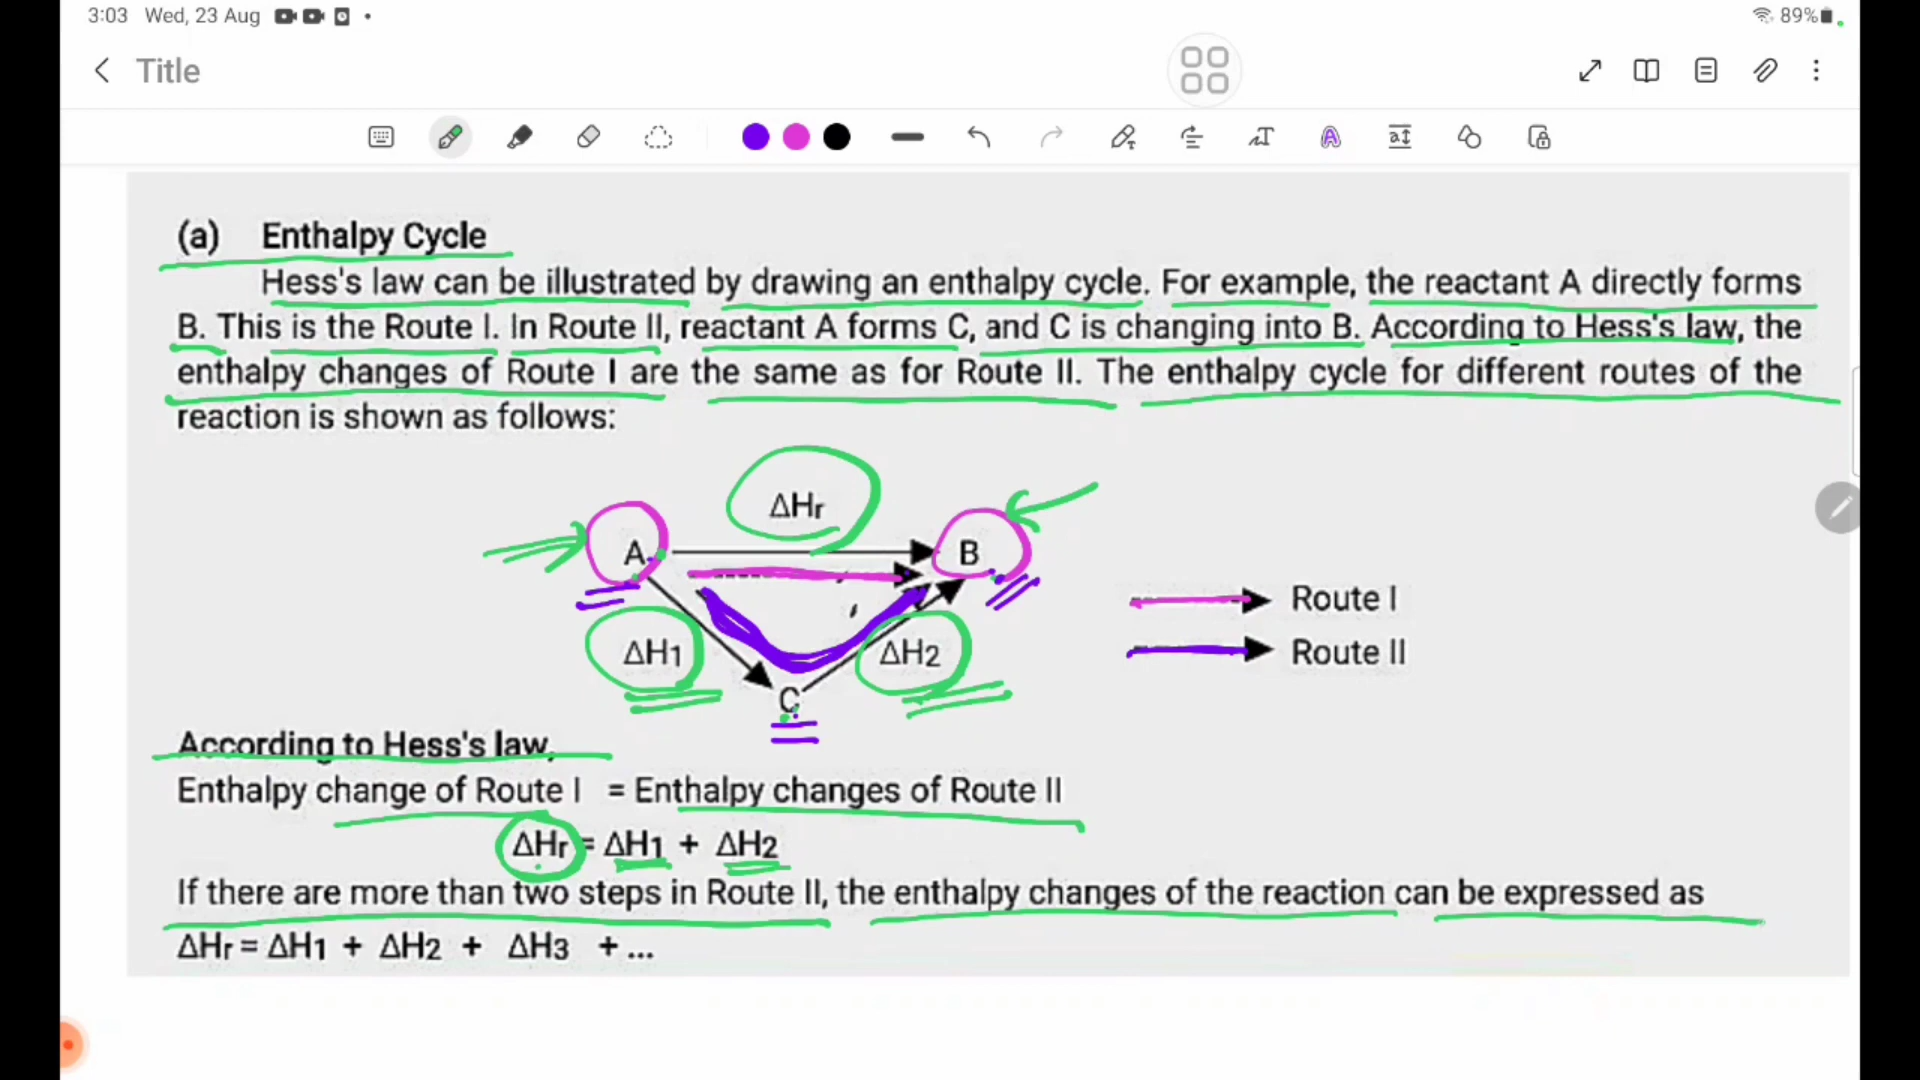 3:03 Wed, 23 Aug
89%
Title
(a) Enthalpy Cycle
Hess's law can be illustrated by drawing an enthalpy cycle. For example, the reactant A directly forms
B. This is the Route I. In Route II, reactant A forms C, and C is changing into B. According to Hess's law, the
enthalpy changes of Route I are the same as for Route II. The enthalpy cycle for different routes of the
reaction is shown as follows:
ΔHr
A B
Route I
ΔH1 ΔH2 Route II
C
According to Hess's law,
Enthalpy change of Route I = Enthalpy changes of Route II
ΔHr = ΔH1 + ΔH2
If there are more than two steps in Route II, the enthalpy changes of the reaction can be expressed as
ΔHr = ΔH1 + ΔH2 + ΔH3 + ...